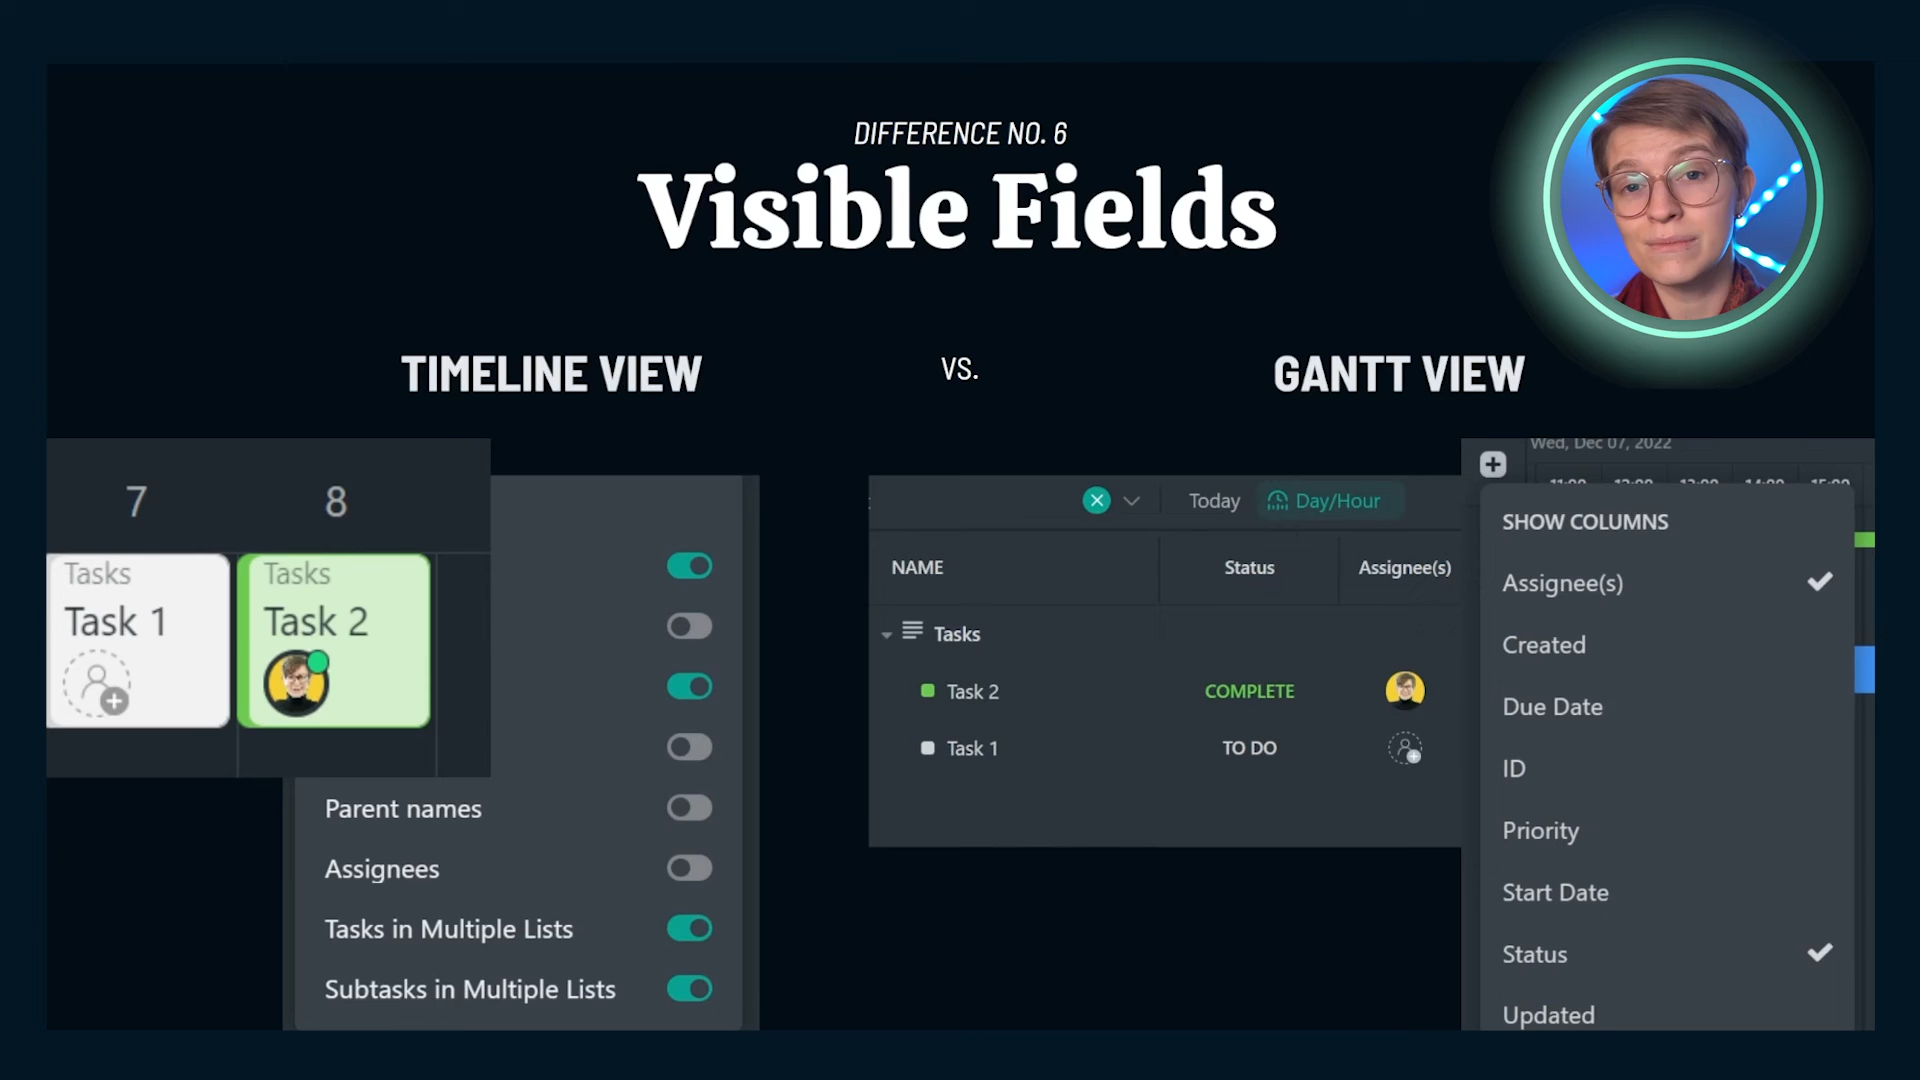 DIFFERENCE NO. 6
Visible Fields
TIMELINE VIEW
VS.
GANTT VIEW
7
8
Tasks
Task 1
Tasks
Task 2
Parent names
Assignees
Tasks in Multiple Lists
Subtasks in Multiple Lists
Today
Day/Hour
NAME
Status
Assignee(s)
Tasks
Task 2
COMPLETE
Task 1
TO DO
Wed, Dec 07, 2022
SHOW COLUMNS
Assignee(s)
Created
Due Date
ID
Priority
Start Date
Status
Updated